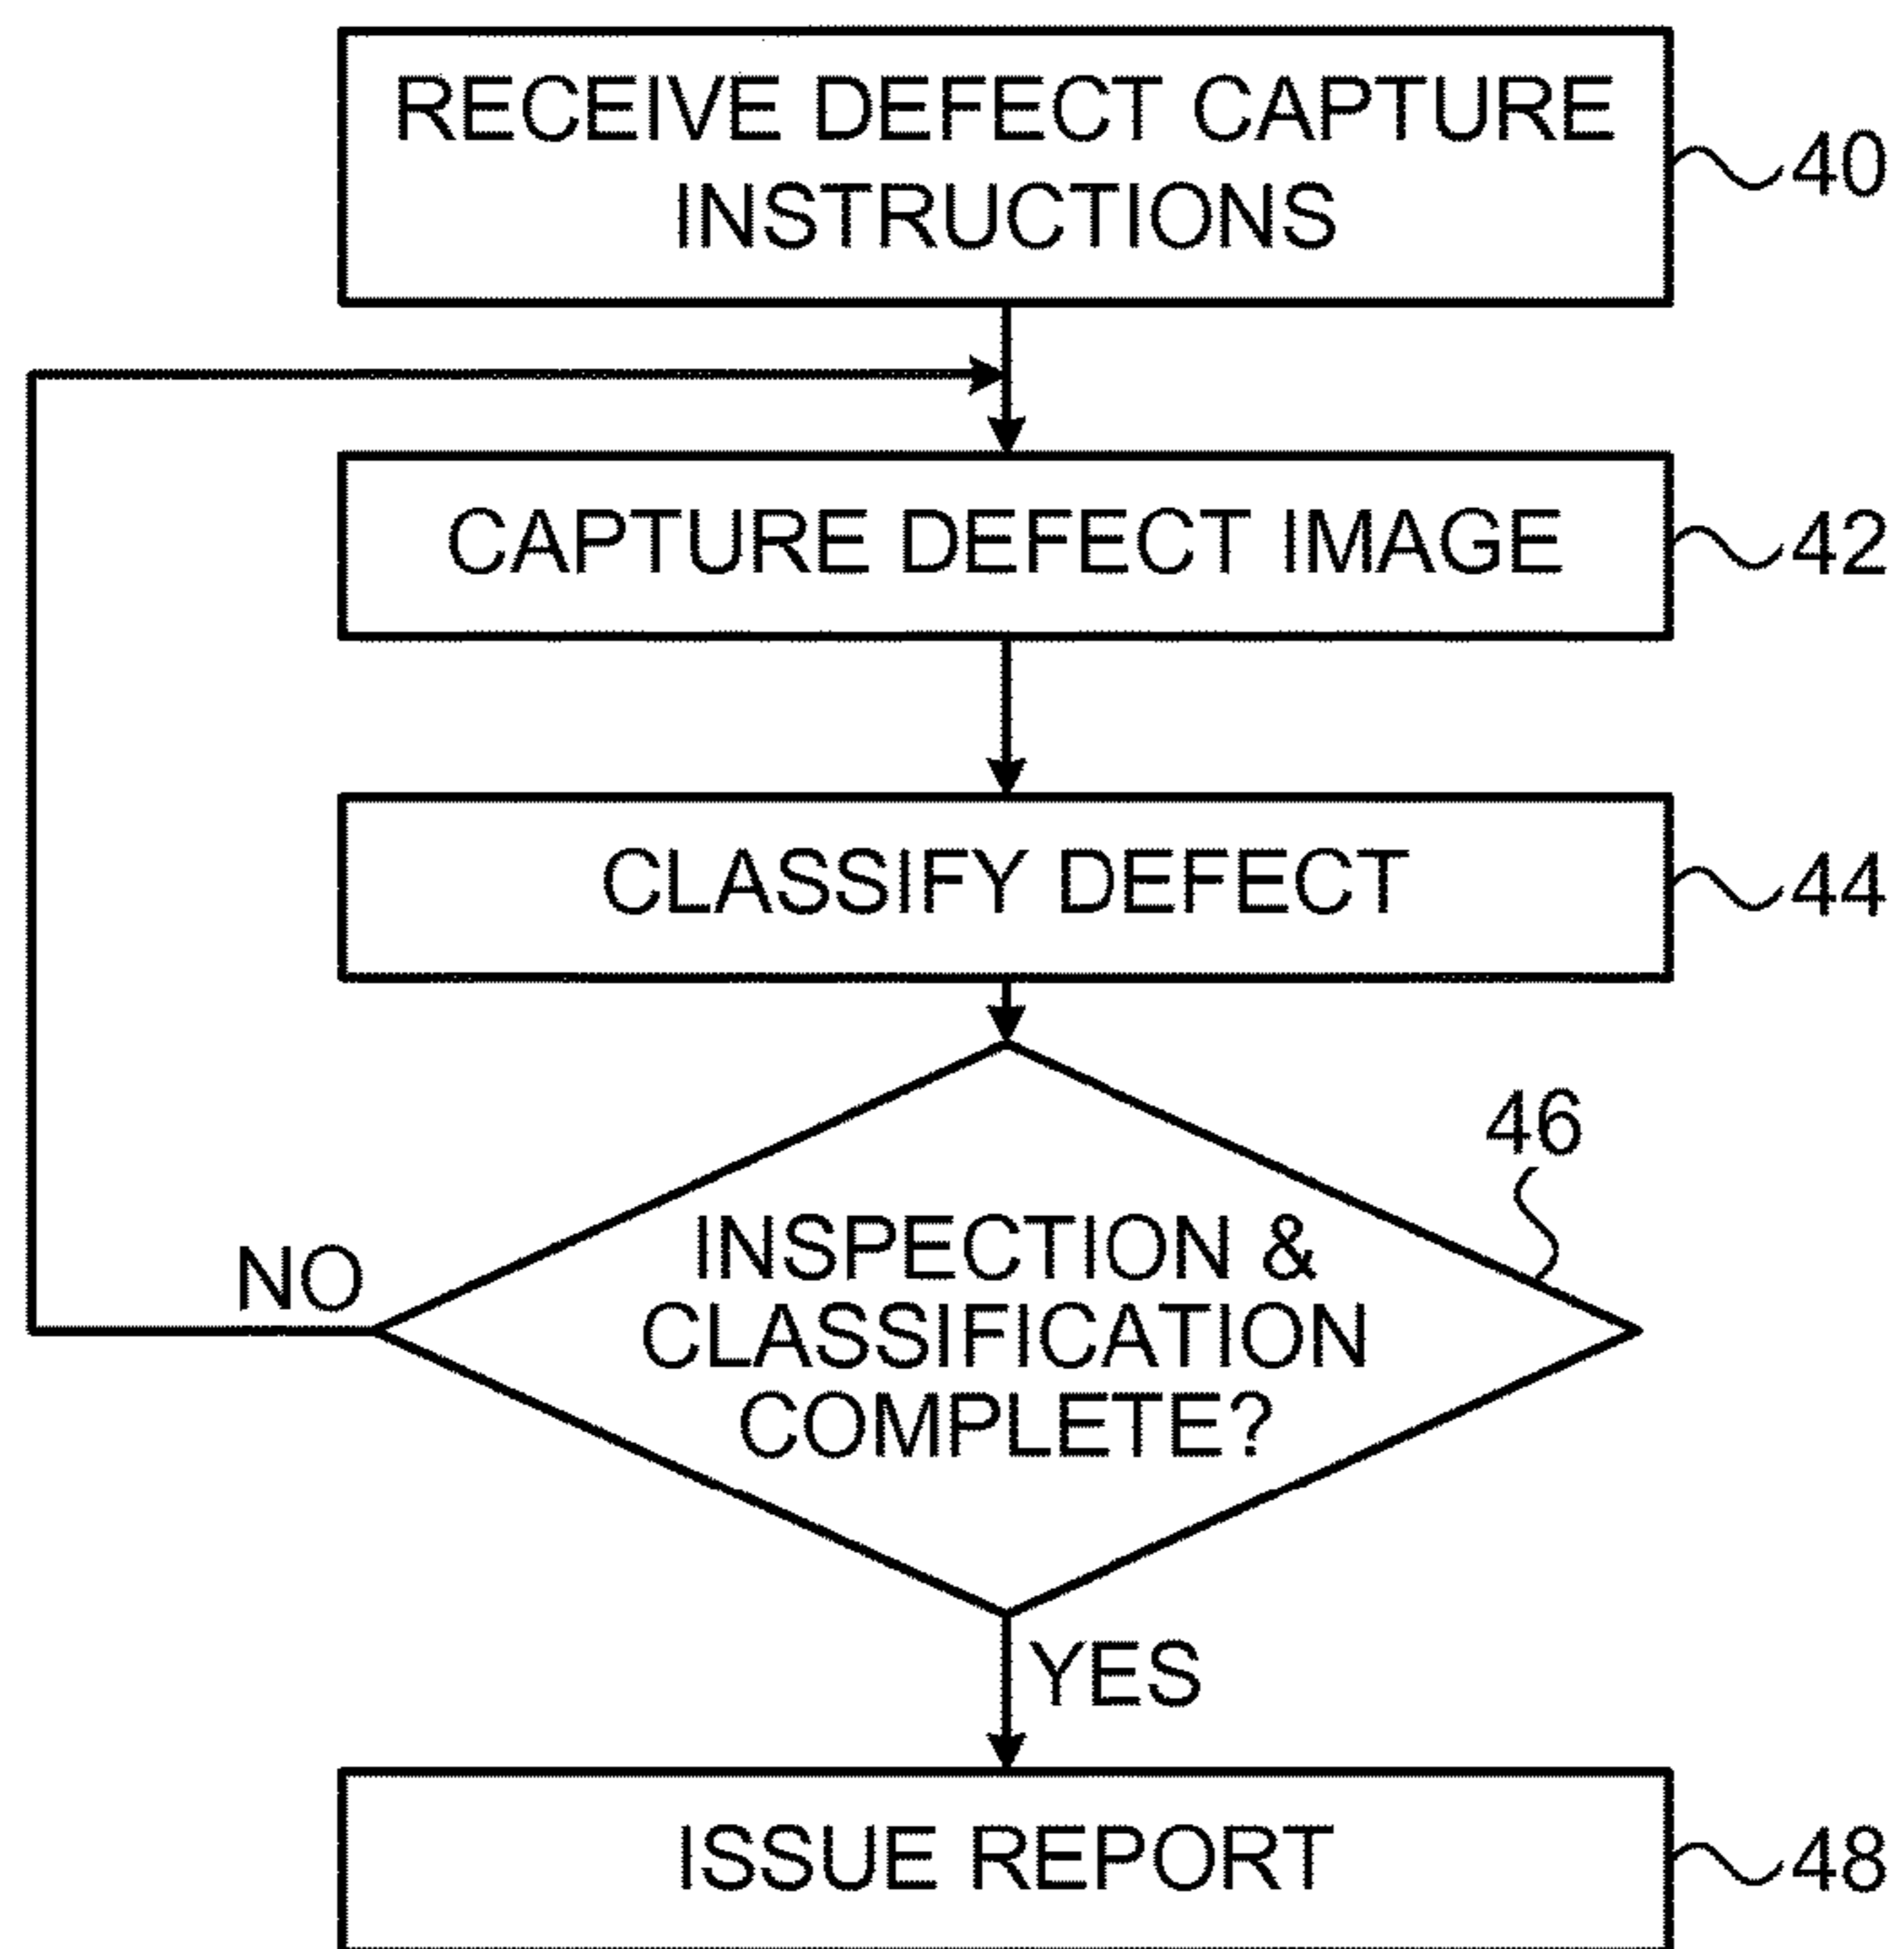 RECEIVE DEFECT CAPTURE
INSTRUCTIONS
40
CAPTURE DEFECT IMAGE
42
CLASSIFY DEFECT
44
46
INSPECTION &
CLASSIFICATION
COMPLETE?
NO
YES
ISSUE REPORT
48